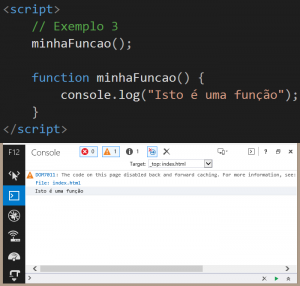 <script>
// Exemplo 3
minhaFuncao();
function minhaFuncao() {
console.log("Isto é uma função");
}
</script>
F12 Console 0 1 1
Target: _top: index.html
DOM7011: The code on this page disabled back and forward caching. For more information, see:
File: index.html
Isto é uma função